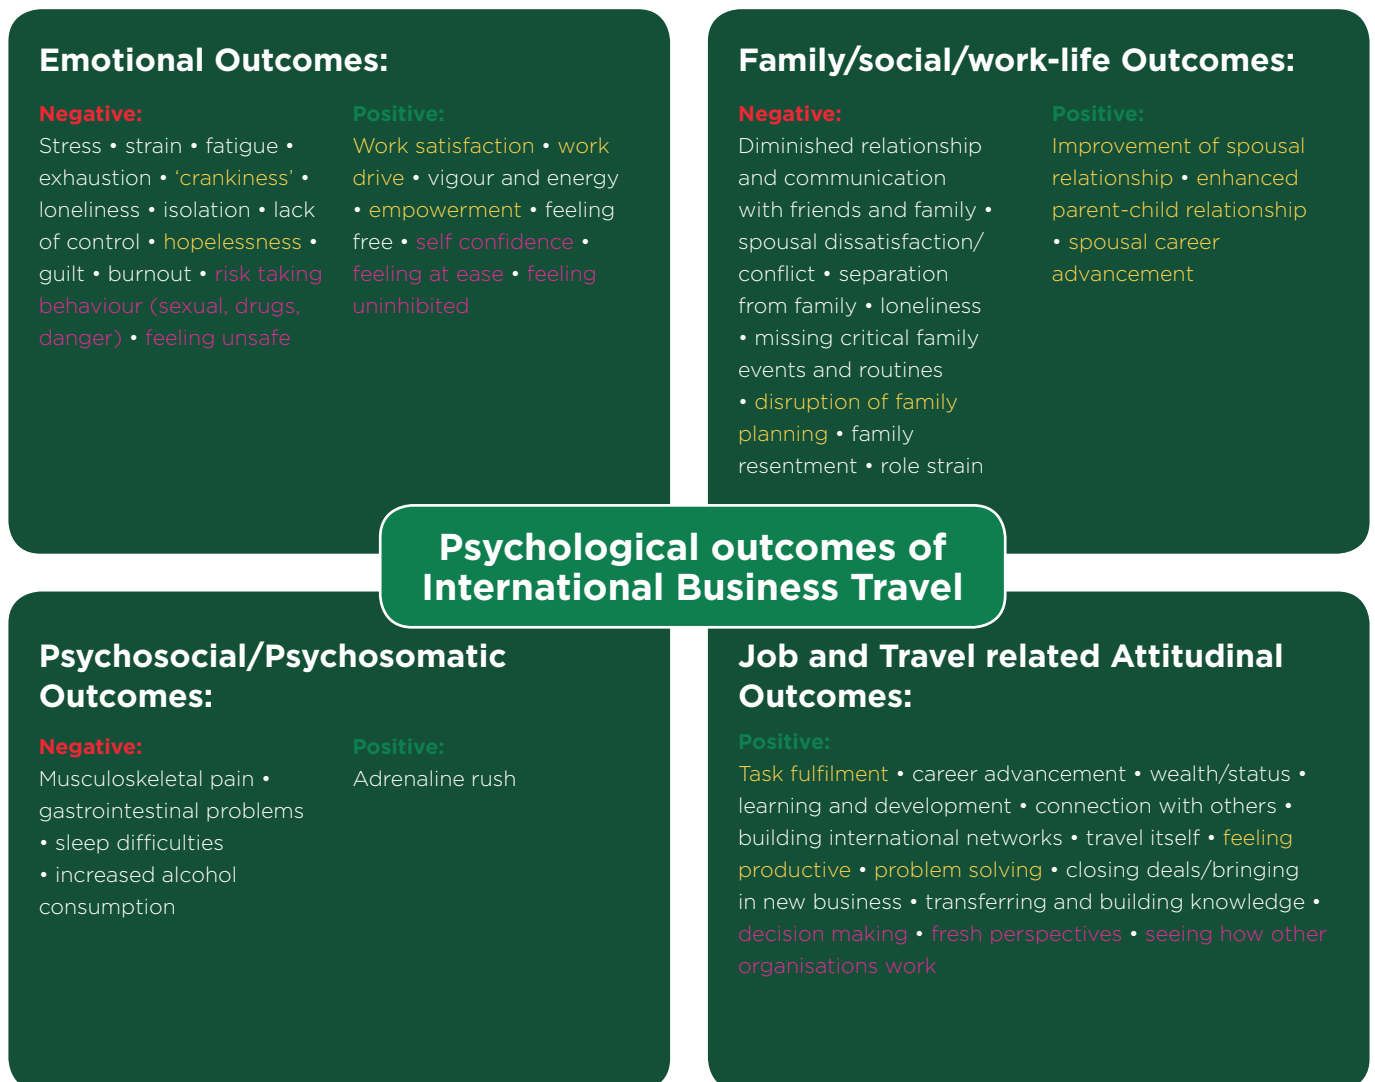 Emotional Outcomes:
Negative:
Stress • strain • fatigue •
exhaustion • ‘crankiness’ •
loneliness • isolation • lack
of control • hopelessness •
guilt • burnout • risk taking
behaviour (sexual, drugs,
danger) • feeling unsafe
Positive:
Work satisfaction • work
drive • vigour and energy
• empowerment • feeling
free • self confidence •
feeling at ease • feeling
uninhibited
Family/social/work-life Outcomes:
Negative:
Diminished relationship
and communication
with friends and family •
spousal dissatisfaction/
conflict • separation
from family • loneliness
• missing critical family
events and routines
• disruption of family
planning • family
resentment • role strain
Positive:
Improvement of spousal
relationship • enhanced
parent-child relationship
• spousal career
advancement
Psychological outcomes of
International Business Travel
Psychosocial/Psychosomatic
Outcomes:
Negative:
Musculoskeletal pain •
gastrointestinal problems
• sleep difficulties
• increased alcohol
consumption
Positive:
Adrenaline rush
Job and Travel related Attitudinal
Outcomes:
Positive:
Task fulfilment • career advancement • wealth/status •
learning and development • connection with others •
building international networks • travel itself • feeling
productive • problem solving • closing deals/bringing
in new business • transferring and building knowledge •
decision making • fresh perspectives • seeing how other
organisations work